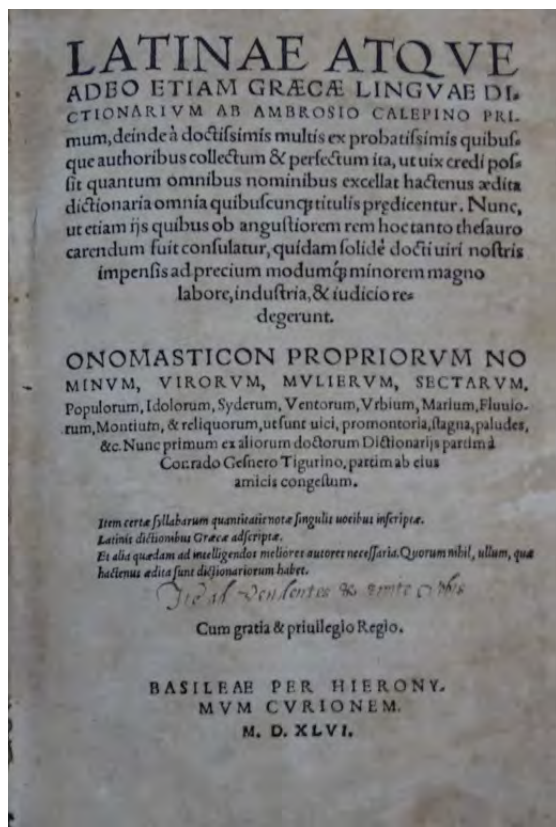 LATINAE ATQVE
ADEO ETIAM GRÆCÆ LINGVAE DI-
CTIONARIVM AB AMBROSIO CALEPINO PRI-
mum, deinde à doctiſsimis multis ex probatiſsimis quibuſ-
que authoribus collectum & perfectum ita, ut uix credi poſ-
ſit quantum omnibus nominibus excellat hactenus ædita
dictionaria omnia quibuſcunqꝫ titulis prędicentur. Nunc,
ut etiam ijs quibus ob anguſtiorem rem hoc tanto theſauro
carendum fuit conſulatur, quidam ſolidè docti uiri noſtris
impenſis ad precium modumqꝫ minorem magno
labore, induſtria, & iudicio re-
degerunt.
ONOMASTICON PROPRIORVM NO
MINVM, VIRORVM, MVLIERVM, SECTARVM,
Populorum, Idolorum, Syderum, Ventorum, Vrbium, Marium, Fluuio-
rum, Montium, & reliquorum, ut ſunt uici, promontoria, ſtagna, paludes,
&c. Nunc primum ex aliorum doctorum Dictionarijs partim à
Conrado Geſnero Tigurino, partim ab eius
amicis congeſtum.
Item certæ ſyllabarum quantitatis notæ ſingulis uocibus inſcriptæ.
Latinis dictionibus Græcæ adſcriptæ.
Et alia quædam ad intelligendos meliores autores neceſſaria. Quorum nihil, ullum, quæ
hactenus ædita ſunt dictionariorum habet.
Ite ad vendentes &
Cum gratia & priuilegio Regio.
BASILEAE PER HIERONY-
MVM CVRIONEM.
M. D. XLVI.